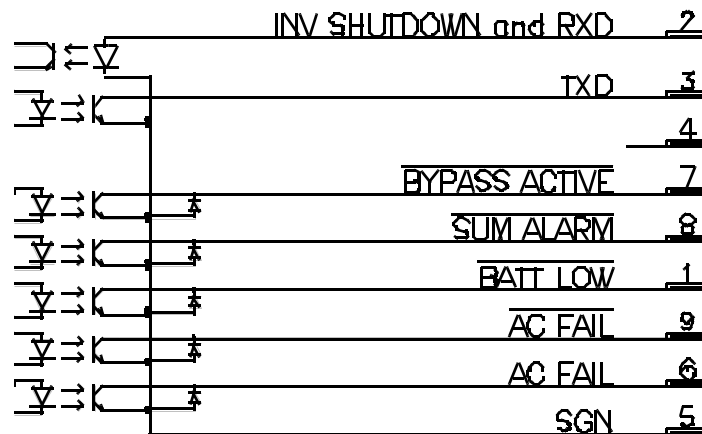 INV SHUTDOWN and RXD 2
TXD 3
4
BYPASS ACTIVE 7
SUM ALARM 8
BATT LOW 1
AC FAIL 9
AC FAIL 6
SGN 5